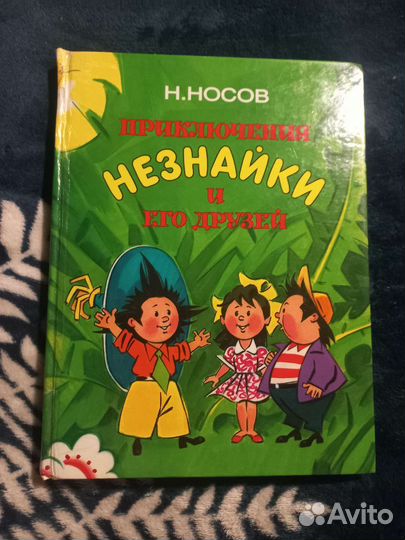 Н.НОСОВ
ПРИКЛЮЧЕНИЯ
НЕЗНАЙКИ
И
ЕГО ДРУЗЕЙ
Avito